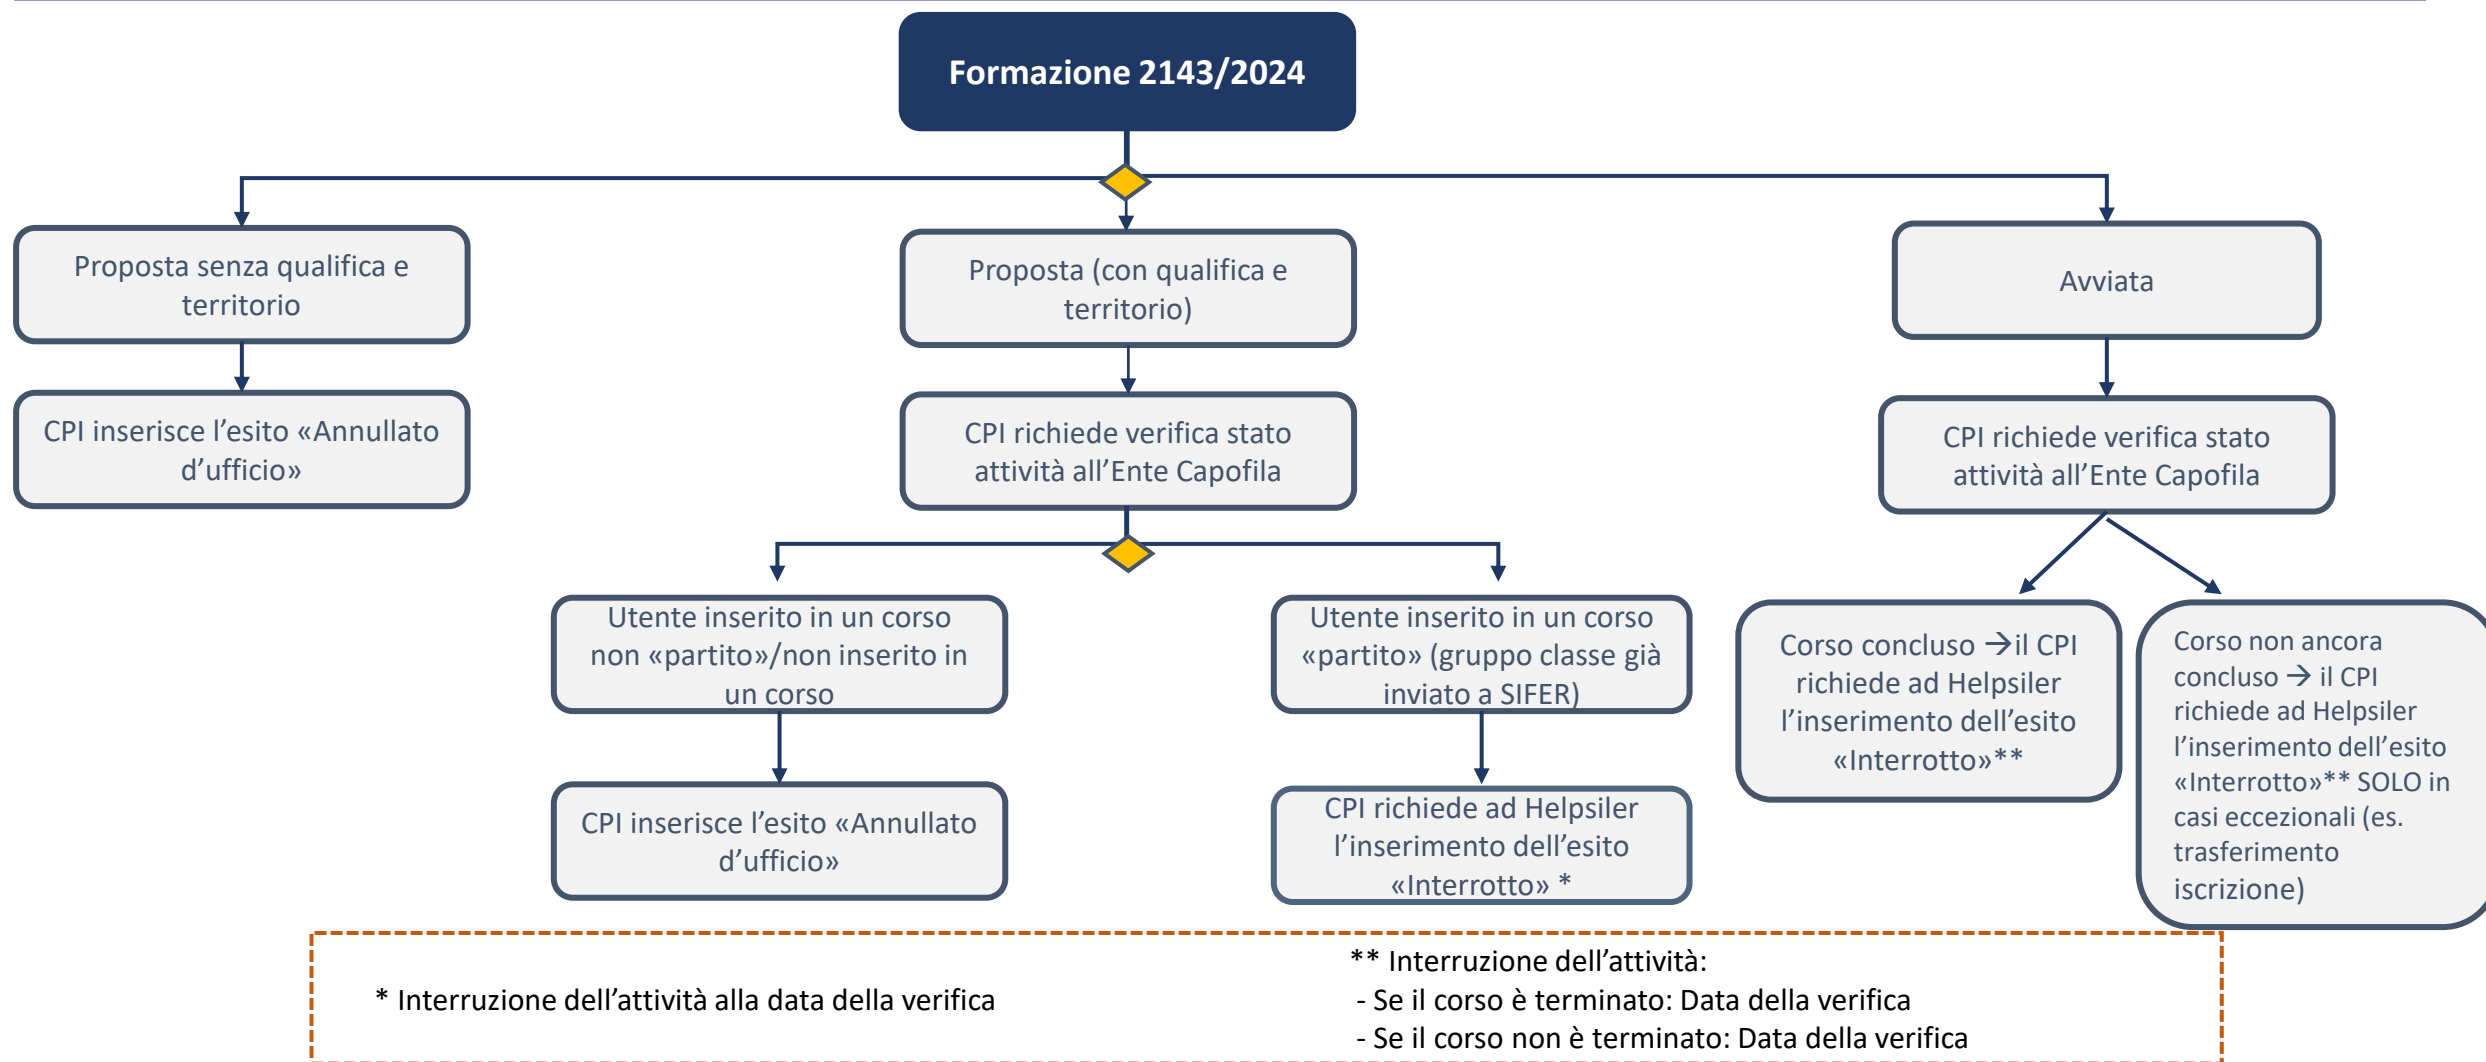 Formazione 2143/2024
Proposta senza qualifica e
territorio
Proposta (con qualifica e
territorio)
Avviata
CPI inserisce l’esito «Annullato
d’ufficio»
CPI richiede verifica stato
attività all’Ente Capofila
CPI richiede verifica stato
attività all’Ente Capofila
Utente inserito in un corso
non «partito»/non inserito in
un corso
Utente inserito in un corso
«partito» (gruppo classe già
inviato a SIFER)
Corso concluso →il CPI
richiede ad Helpsiler
l’inserimento dell’esito
«Interrotto»**
Corso non ancora
concluso → il CPI
richiede ad Helpsiler
l’inserimento dell’esito
«Interrotto»** SOLO in
casi eccezionali (es.
trasferimento
iscrizione)
CPI inserisce l’esito «Annullato
d’ufficio»
CPI richiede ad Helpsiler
l’inserimento dell’esito
«Interrotto» *
* Interruzione dell’attività alla data della verifica
** Interruzione dell’attività:
- Se il corso è terminato: Data della verifica
- Se il corso non è terminato: Data della verifica